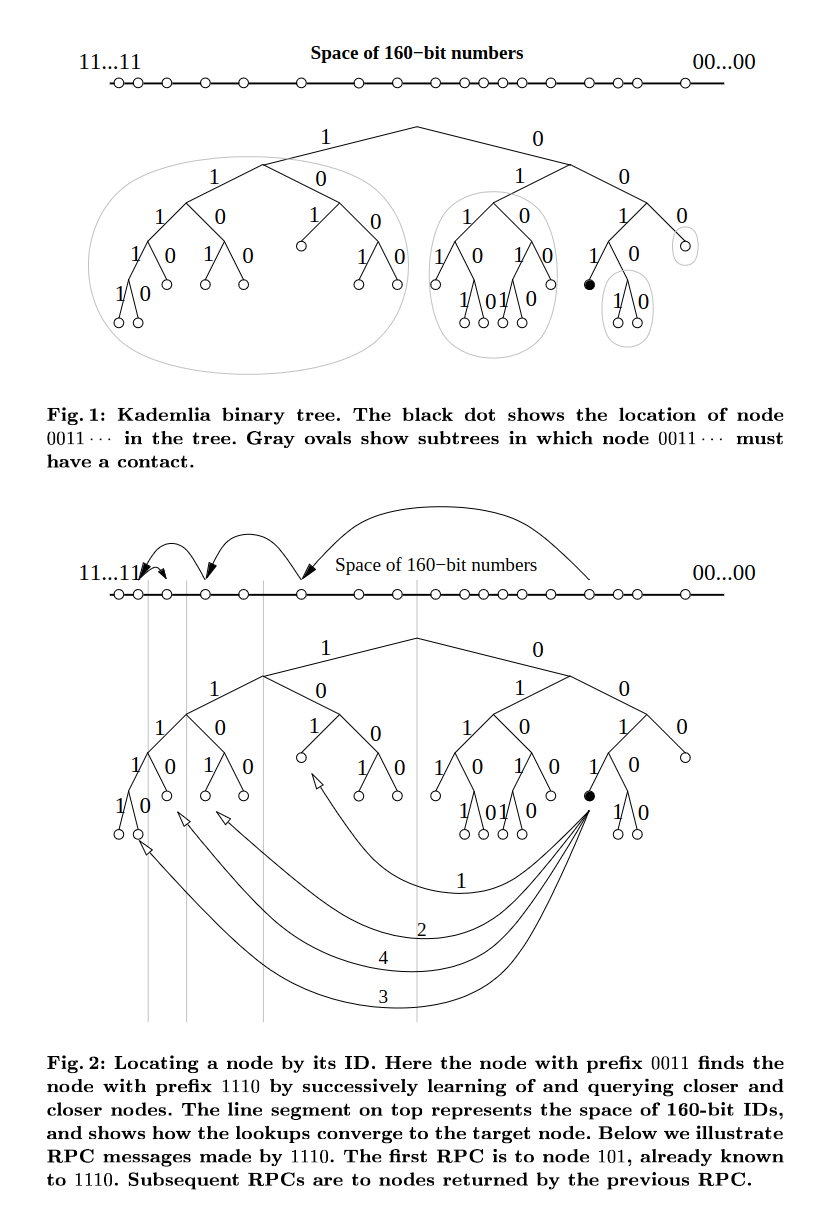 Space of 160−bit numbers
11...11 00...00
1 0
1 0 1 0
1 0 1 0 1 0 1 0
1 0 1 0 1 0 1 0 1 0 1 0
1 0 1 0 1 0 1 0
Fig. 1: Kademlia binary tree. The black dot shows the location of node
0011··· in the tree. Gray ovals show subtrees in which node 0011··· must
have a contact.
Space of 160−bit numbers
11...11 00...00
1 0
1 0 1 0
1 0 1 0 1 0 1 0
1 0 1 0 1 0 1 0 1 0 1 0
1 0 1 0 1 0 1 0
1
2
4
3
Fig. 2: Locating a node by its ID. Here the node with prefix 0011 finds the
node with prefix 1110 by successively learning of and querying closer and
closer nodes. The line segment on top represents the space of 160-bit IDs,
and shows how the lookups converge to the target node. Below we illustrate
RPC messages made by 1110. The first RPC is to node 101, already known
to 1110. Subsequent RPCs are to nodes returned by the previous RPC.